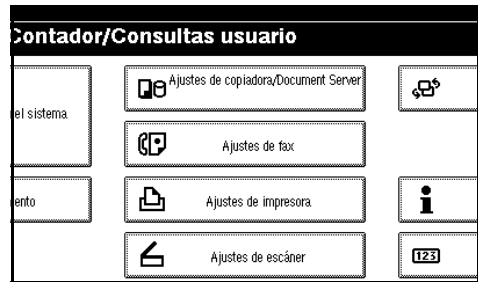 Contador/Consultas usuario
Ajustes de copiadora/Document Server
el sistema
Ajustes de fax
ento
Ajustes de impresora
Ajustes de escáner
123